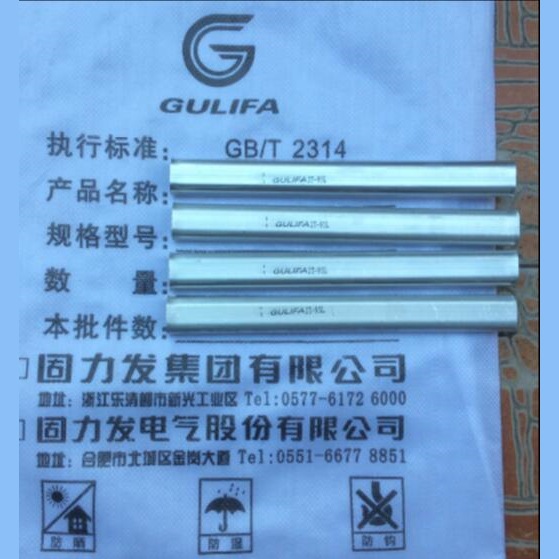 GULIFA
执行标准: GB/T 2314
产品名称:
GULIFA
规格型号:
GULIFA
数 量:
GULIFA
本批件数:
GULIFA
固力发集团有限公司
地址: 浙江乐清柳市新兴工业区 Tel:0577-6172 6000
固力发电气股份有限公司
地址: 合肥市北城区金岗大道 Tel:0551-6677 8851
防晒 防湿 防钩